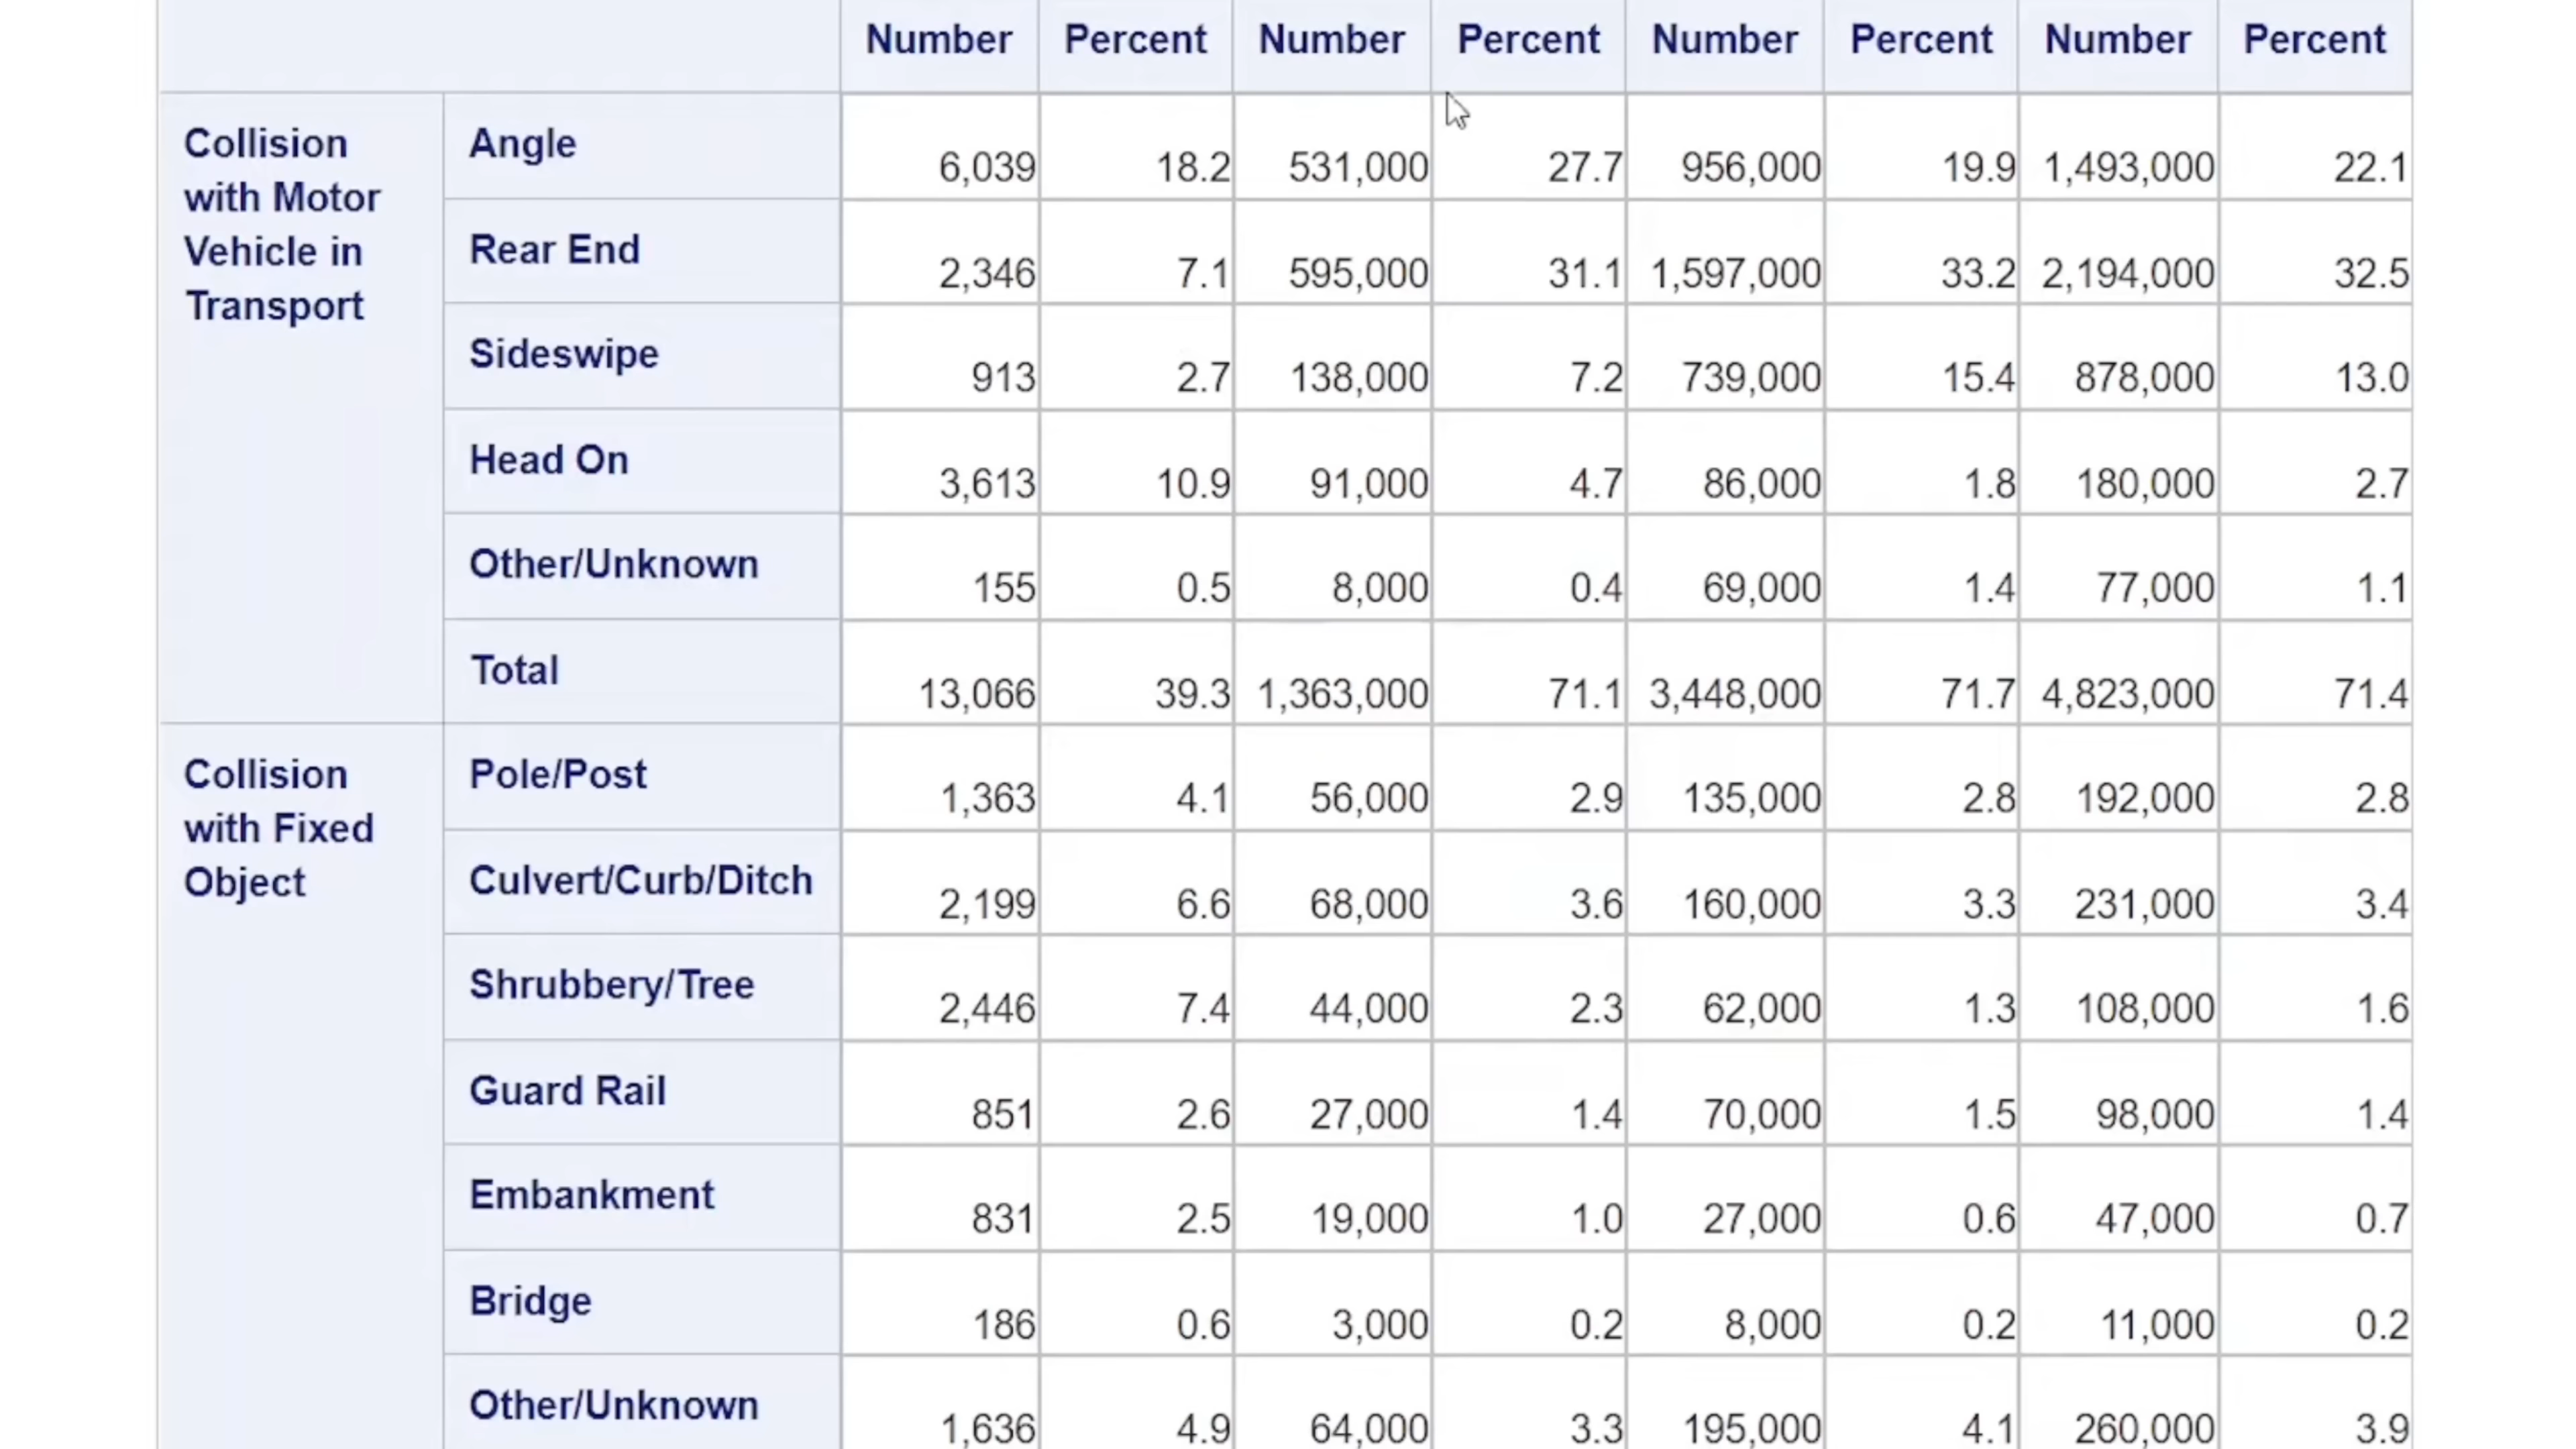 Number Percent Number Percent Number Percent Number Percent
Collision with Motor Vehicle in Transport
Angle 6,039 18.2 531,000 27.7 956,000 19.9 1,493,000 22.1
Rear End 2,346 7.1 595,000 31.1 1,597,000 33.2 2,194,000 32.5
Sideswipe 913 2.7 138,000 7.2 739,000 15.4 878,000 13.0
Head On 3,613 10.9 91,000 4.7 86,000 1.8 180,000 2.7
Other/Unknown 155 0.5 8,000 0.4 69,000 1.4 77,000 1.1
Total 13,066 39.3 1,363,000 71.1 3,448,000 71.7 4,823,000 71.4
Collision with Fixed Object
Pole/Post 1,363 4.1 56,000 2.9 135,000 2.8 192,000 2.8
Culvert/Curb/Ditch 2,199 6.6 68,000 3.6 160,000 3.3 231,000 3.4
Shrubbery/Tree 2,446 7.4 44,000 2.3 62,000 1.3 108,000 1.6
Guard Rail 851 2.6 27,000 1.4 70,000 1.5 98,000 1.4
Embankment 831 2.5 19,000 1.0 27,000 0.6 47,000 0.7
Bridge 186 0.6 3,000 0.2 8,000 0.2 11,000 0.2
Other/Unknown 1,636 4.9 64,000 3.3 195,000 4.1 260,000 3.9